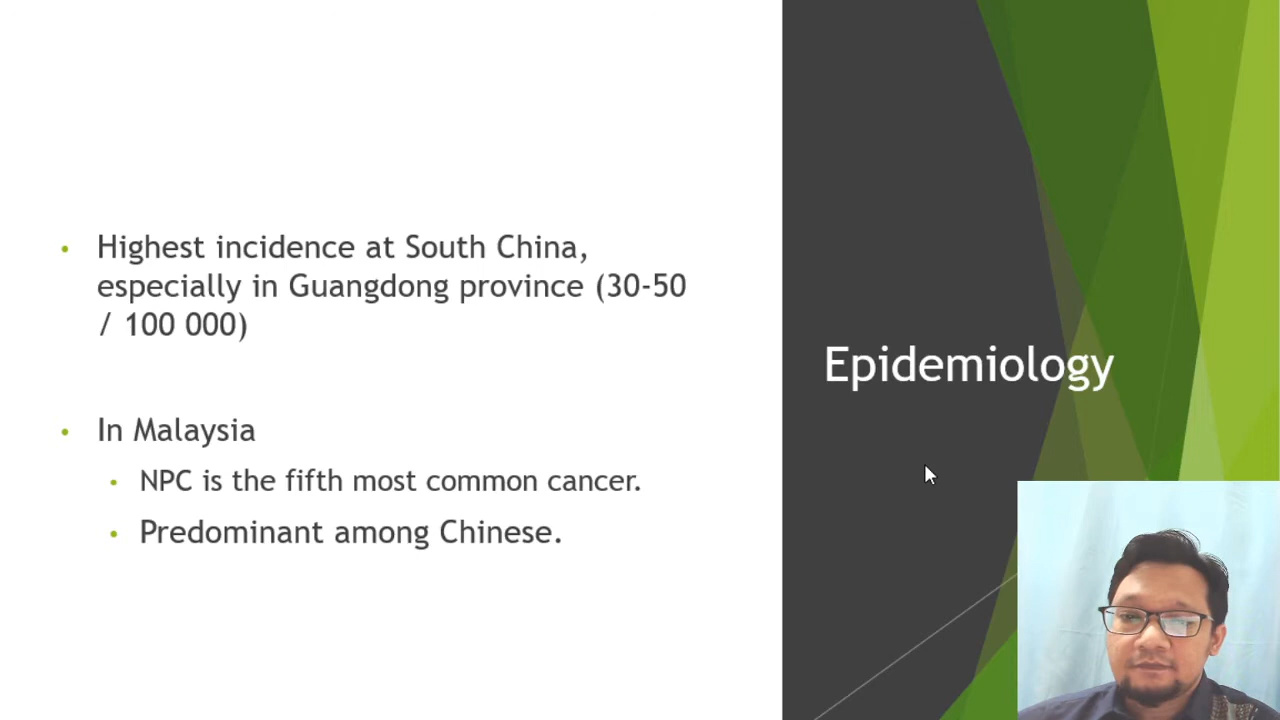 Highest incidence at South China,
especially in Guangdong province (30-50
/ 100 000)
In Malaysia
NPC is the fifth most common cancer.
Predominant among Chinese.
Epidemiology